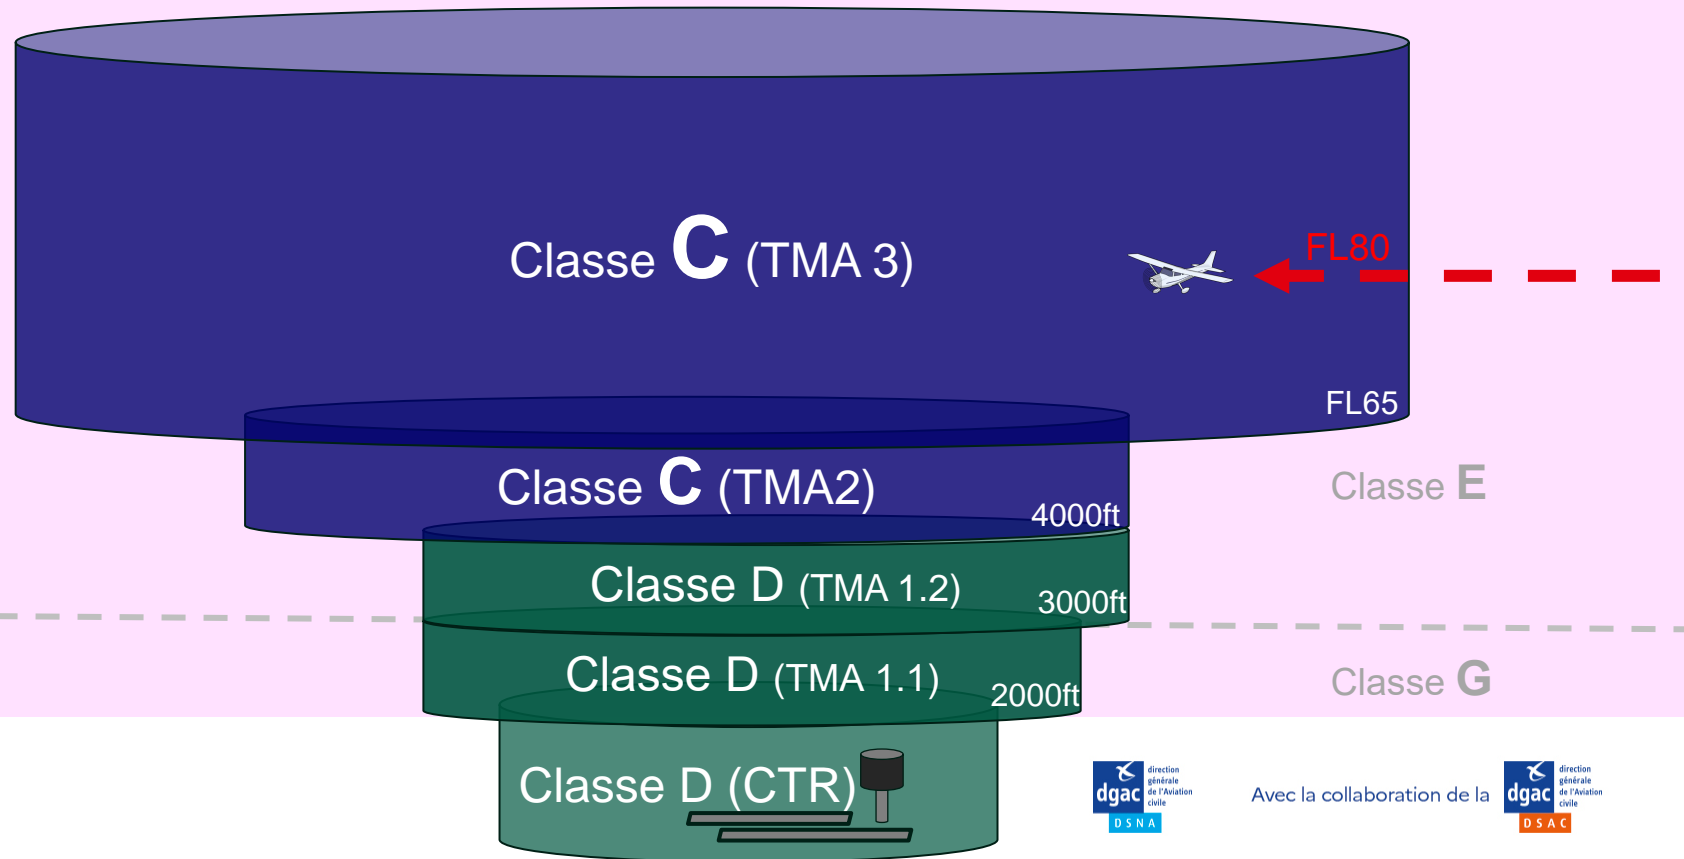 FL80
Classe C (TMA 3)
FL65
Classe C (TMA2)
Classe E
4000ft
Classe D (TMA 1.2)
3000ft
Classe D (TMA 1.1)
Classe G
2000ft
Classe D (CTR)
dgac
direction
générale
de l'Aviation
civile
DSNA
Avec la collaboration de la
dgac
direction
générale
de l'Aviation
civile
DSAC